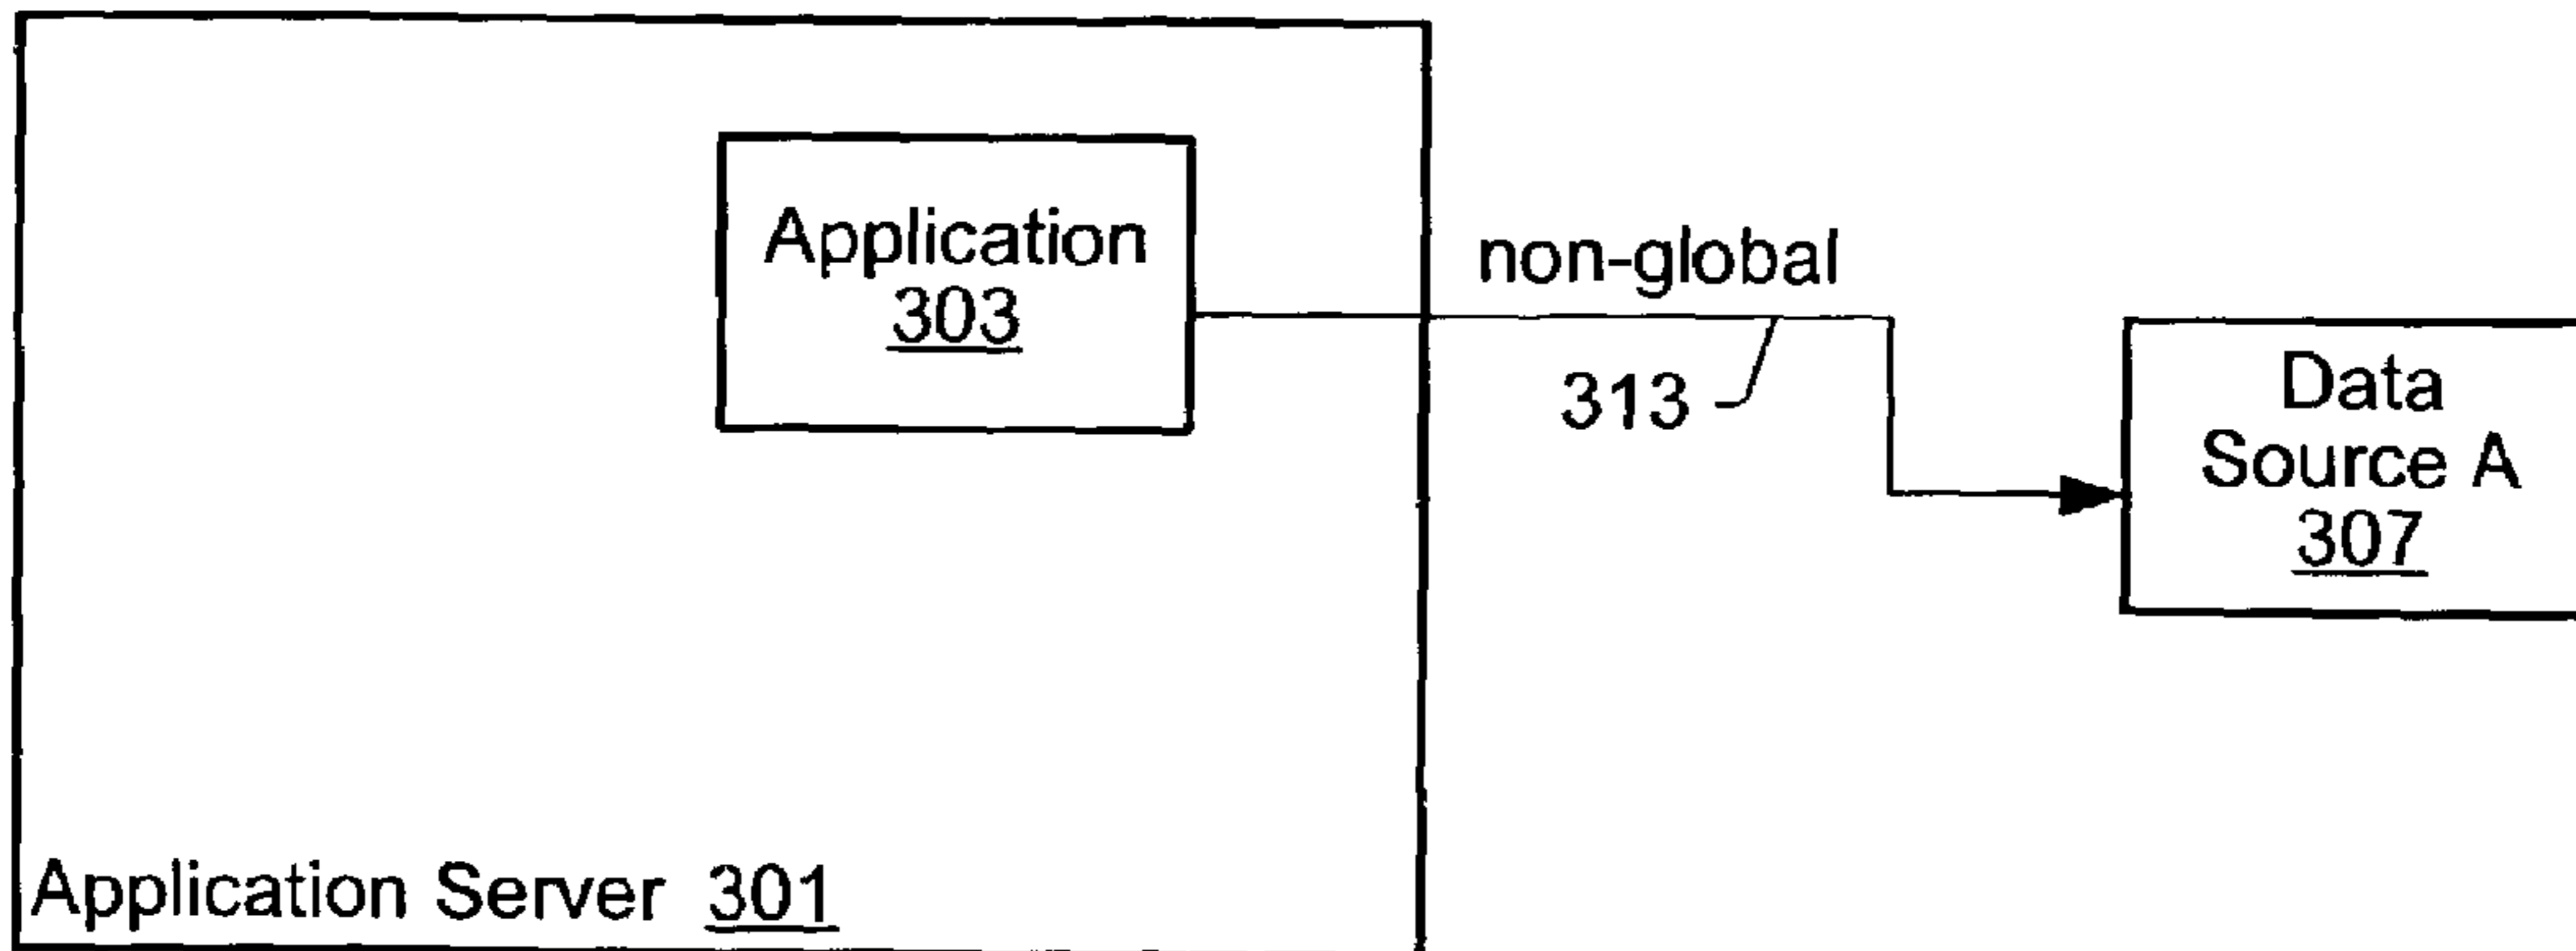 Application
303
non-global
313
Data
Source A
307
Application Server 301